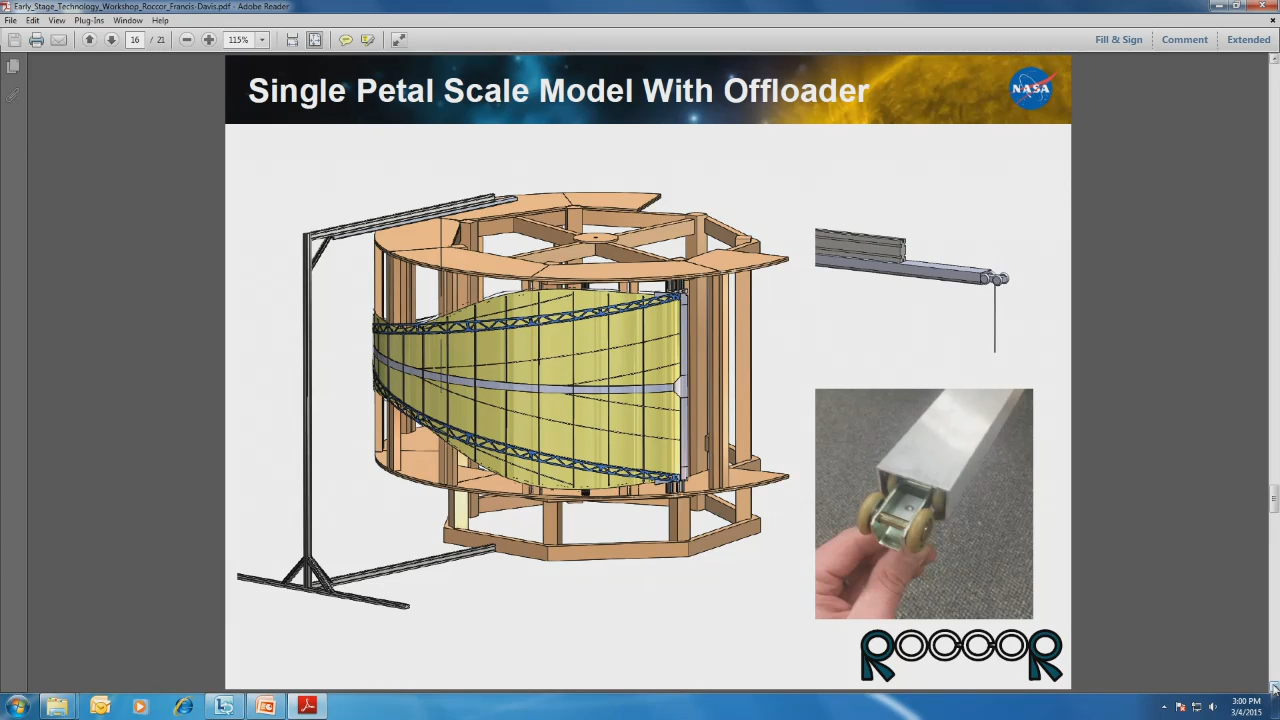 Early_Stage_Technology_Workshop_Roccor_Francis-Davis.pdf - Adobe Reader
File Edit View Plug-Ins Window Help
16 / 21 115% Fill & Sign Comment Extended
Single Petal Scale Model With Offloader
NASA
ROCCOR
3:00 PM
3/4/2015